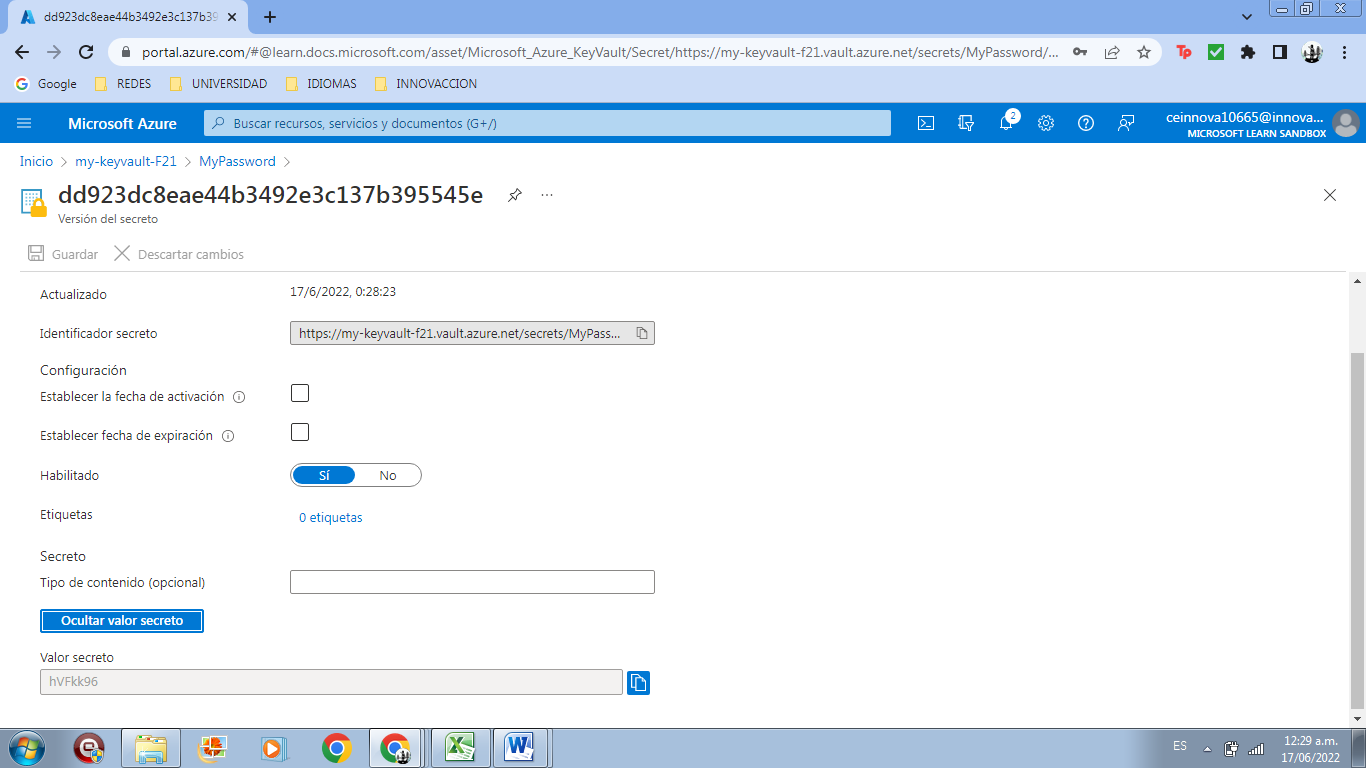 dd923dc8eae44b3492e3c137b39
portal.azure.com/#@learn.docs.microsoft.com/asset/Microsoft_Azure_KeyVault/Secret/https://my-keyvault-f21.vault.azure.net/secrets/MyPassword/...
Google REDES UNIVERSIDAD IDIOMAS INNOVACCION
Microsoft Azure Buscar recursos, servicios y documentos (G+/) 2 ceinnova10665@innova...
MICROSOFT LEARN SANDBOX
Inicio > my-keyvault-F21 > MyPassword >
dd923dc8eae44b3492e3c137b395545e ...
Versión del secreto
Guardar Descartar cambios
Actualizado 17/6/2022, 0:28:23
Identificador secreto https://my-keyvault-f21.vault.azure.net/secrets/MyPass...
Configuración
Establecer la fecha de activación
Establecer fecha de expiración
Habilitado Sí No
Etiquetas 0 etiquetas
Secreto
Tipo de contenido (opcional)
Ocultar valor secreto
Valor secreto
hVFkk96
ES 12:29 a.m.
17/06/2022